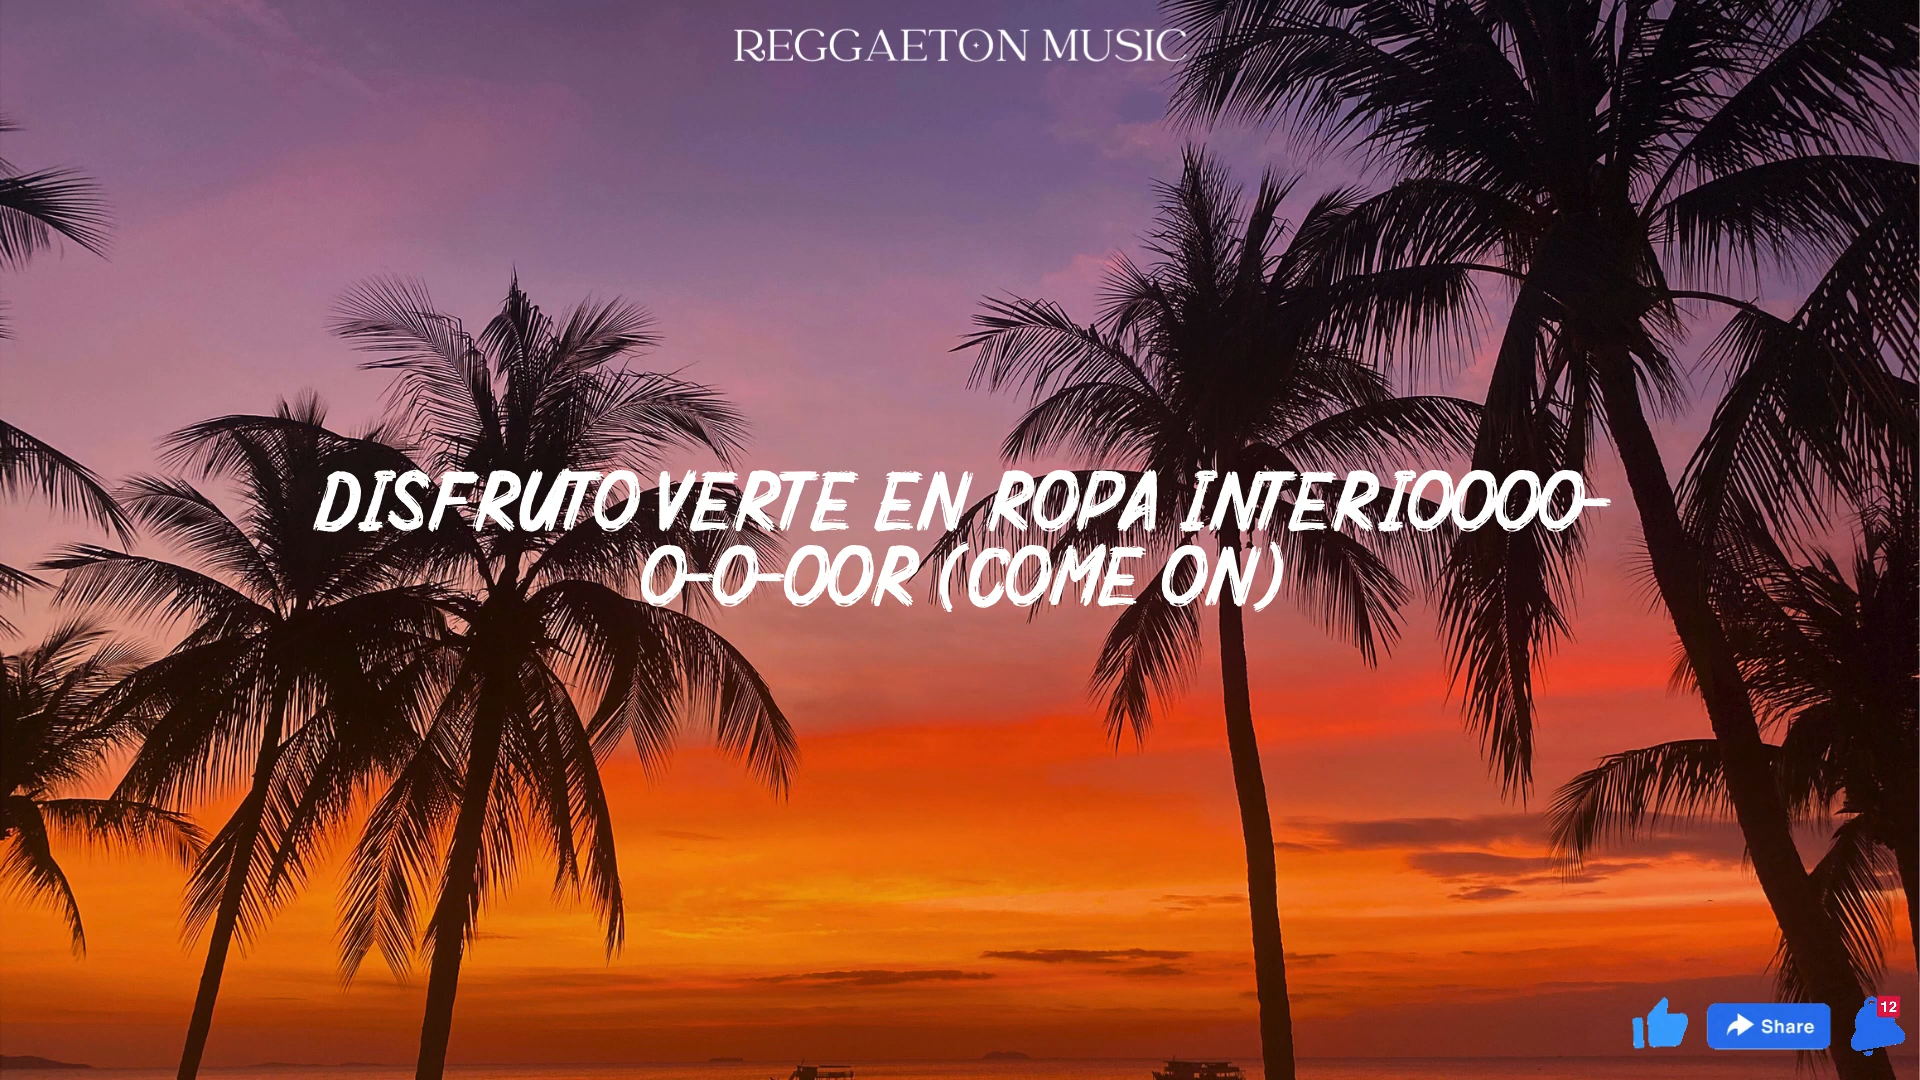 REGGAETON MUSIC
DISFRUTO VERTE EN ROPA INTERIOOOO-
O-O-OOR (COME ON)
12
Share